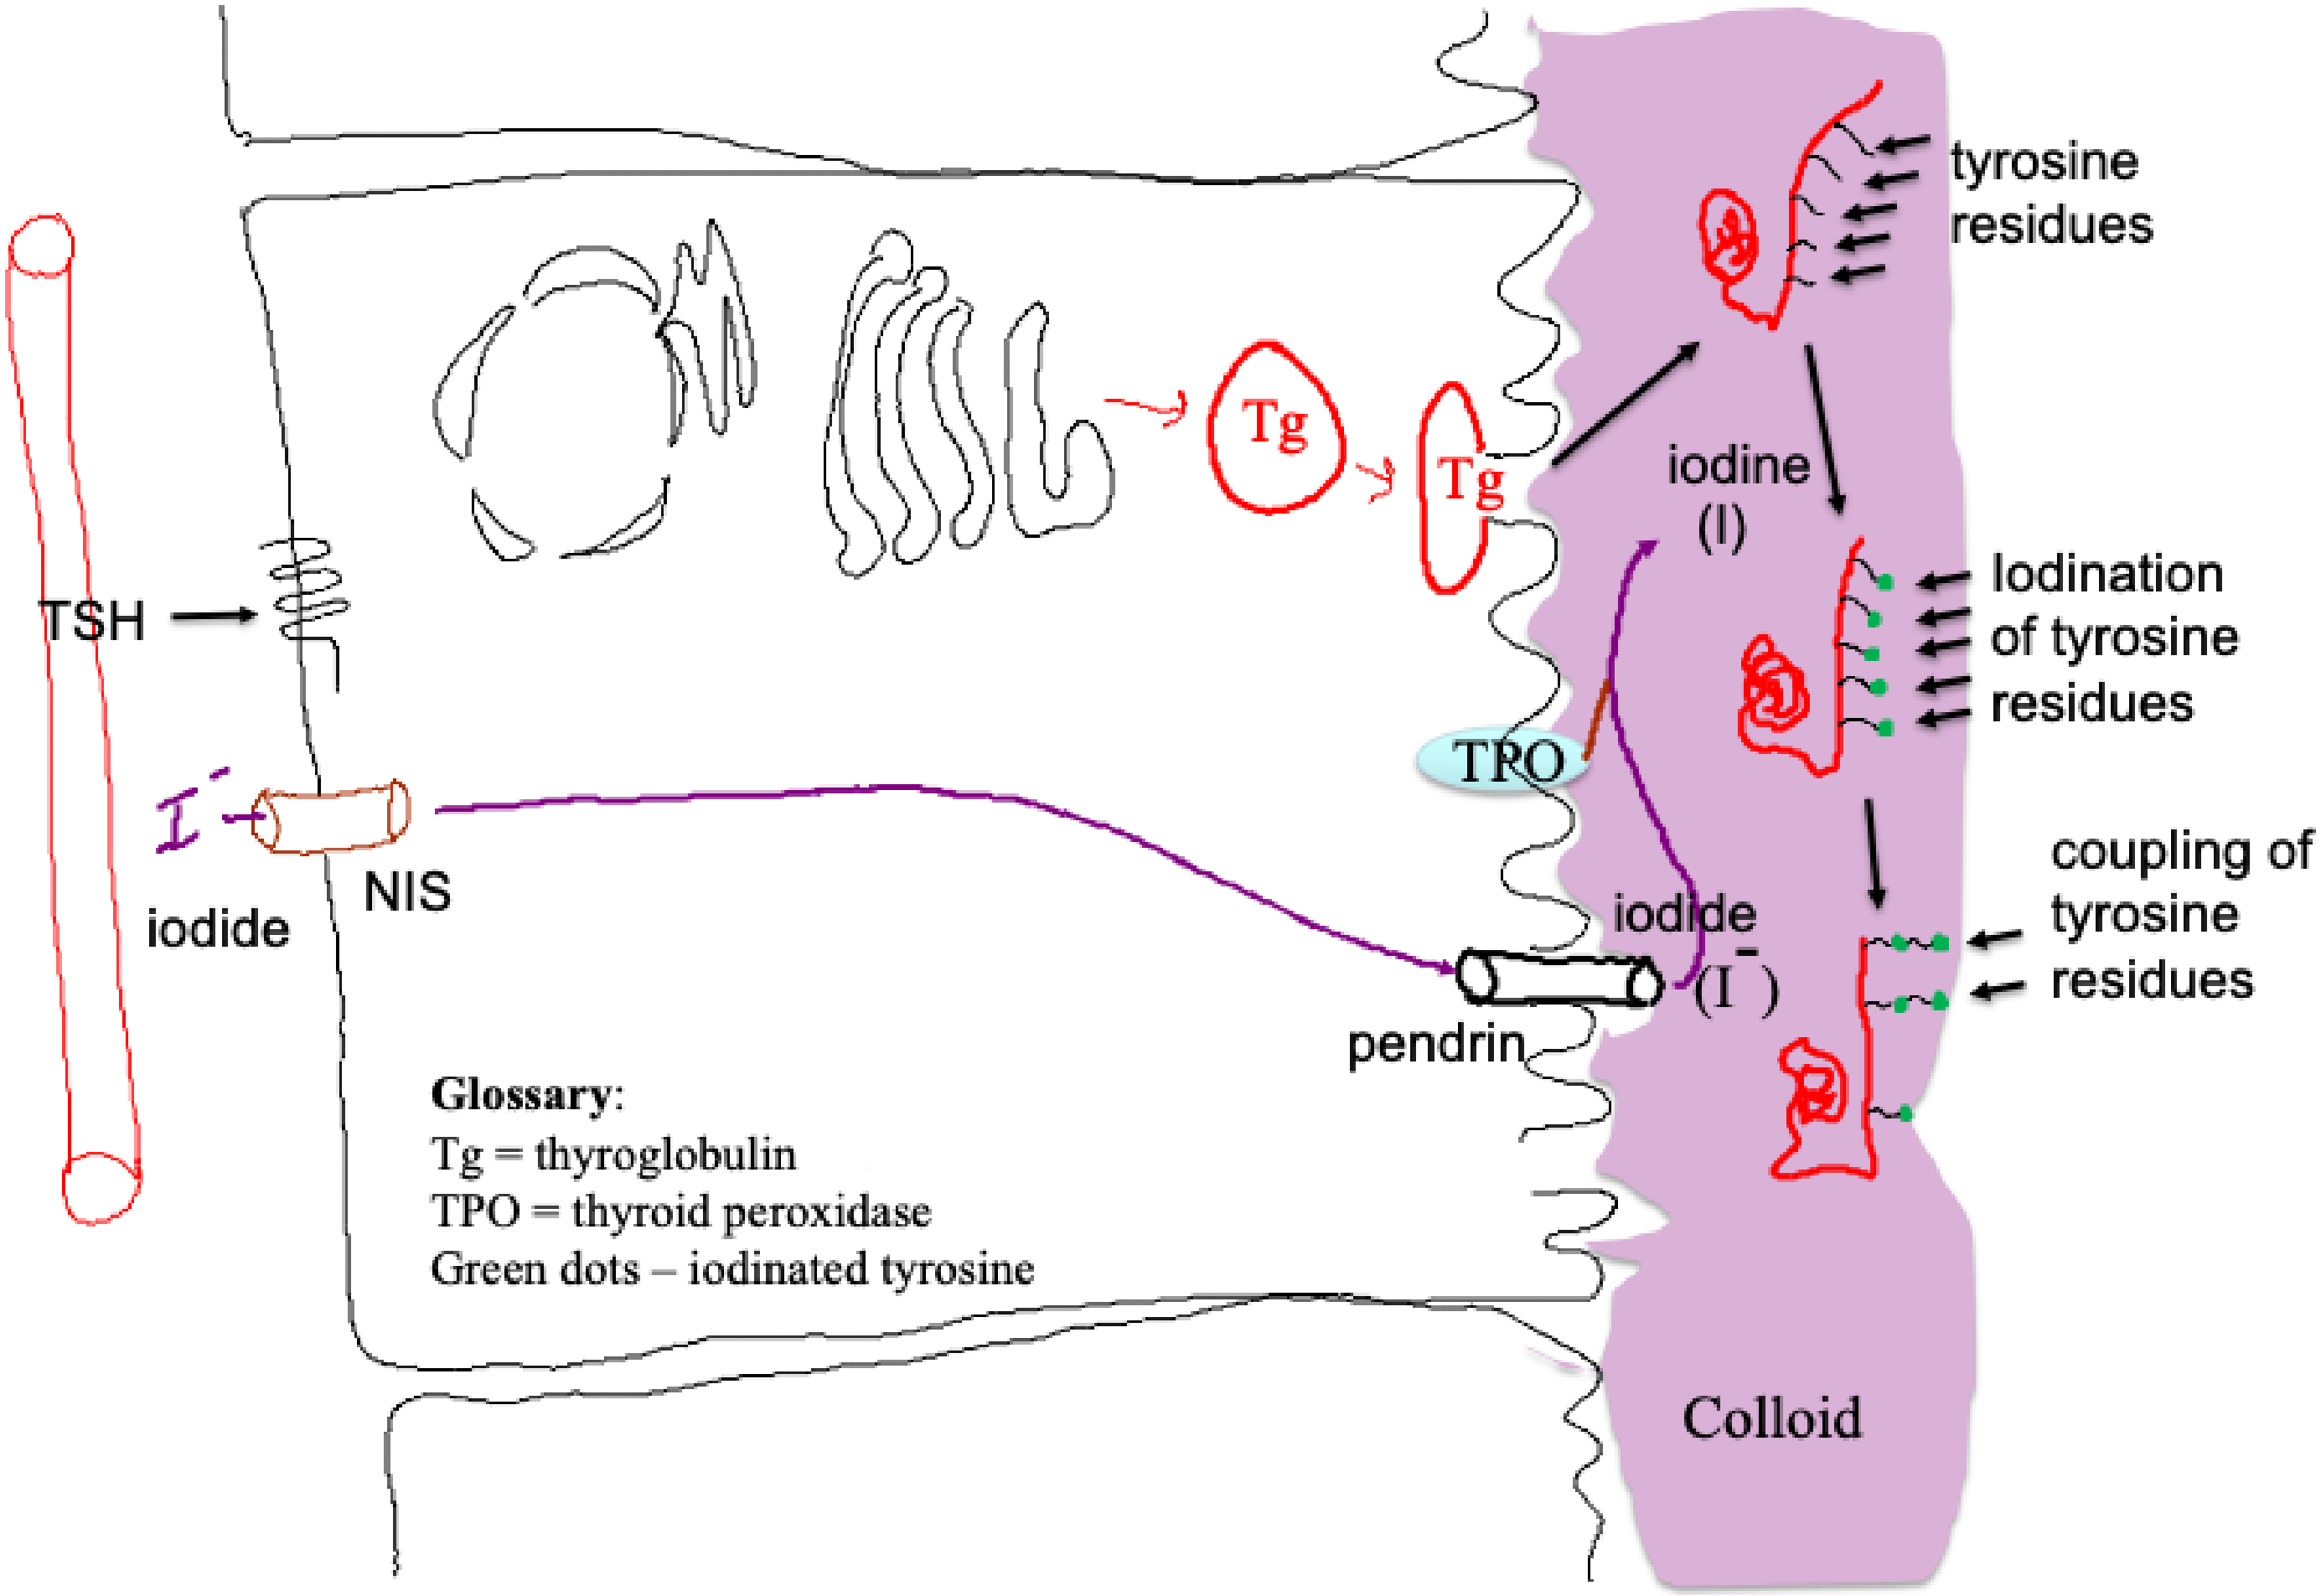 tyrosine
residues
Tg
Tg
iodine
(I)
Iodination
of tyrosine
residues
TSH
TPO
I-
NIS
iodide
coupling of
tyrosine
residues
iodide
(I-)
pendrin
Glossary:
Tg = thyroglobulin
TPO = thyroid peroxidase
Green dots – iodinated tyrosine
Colloid